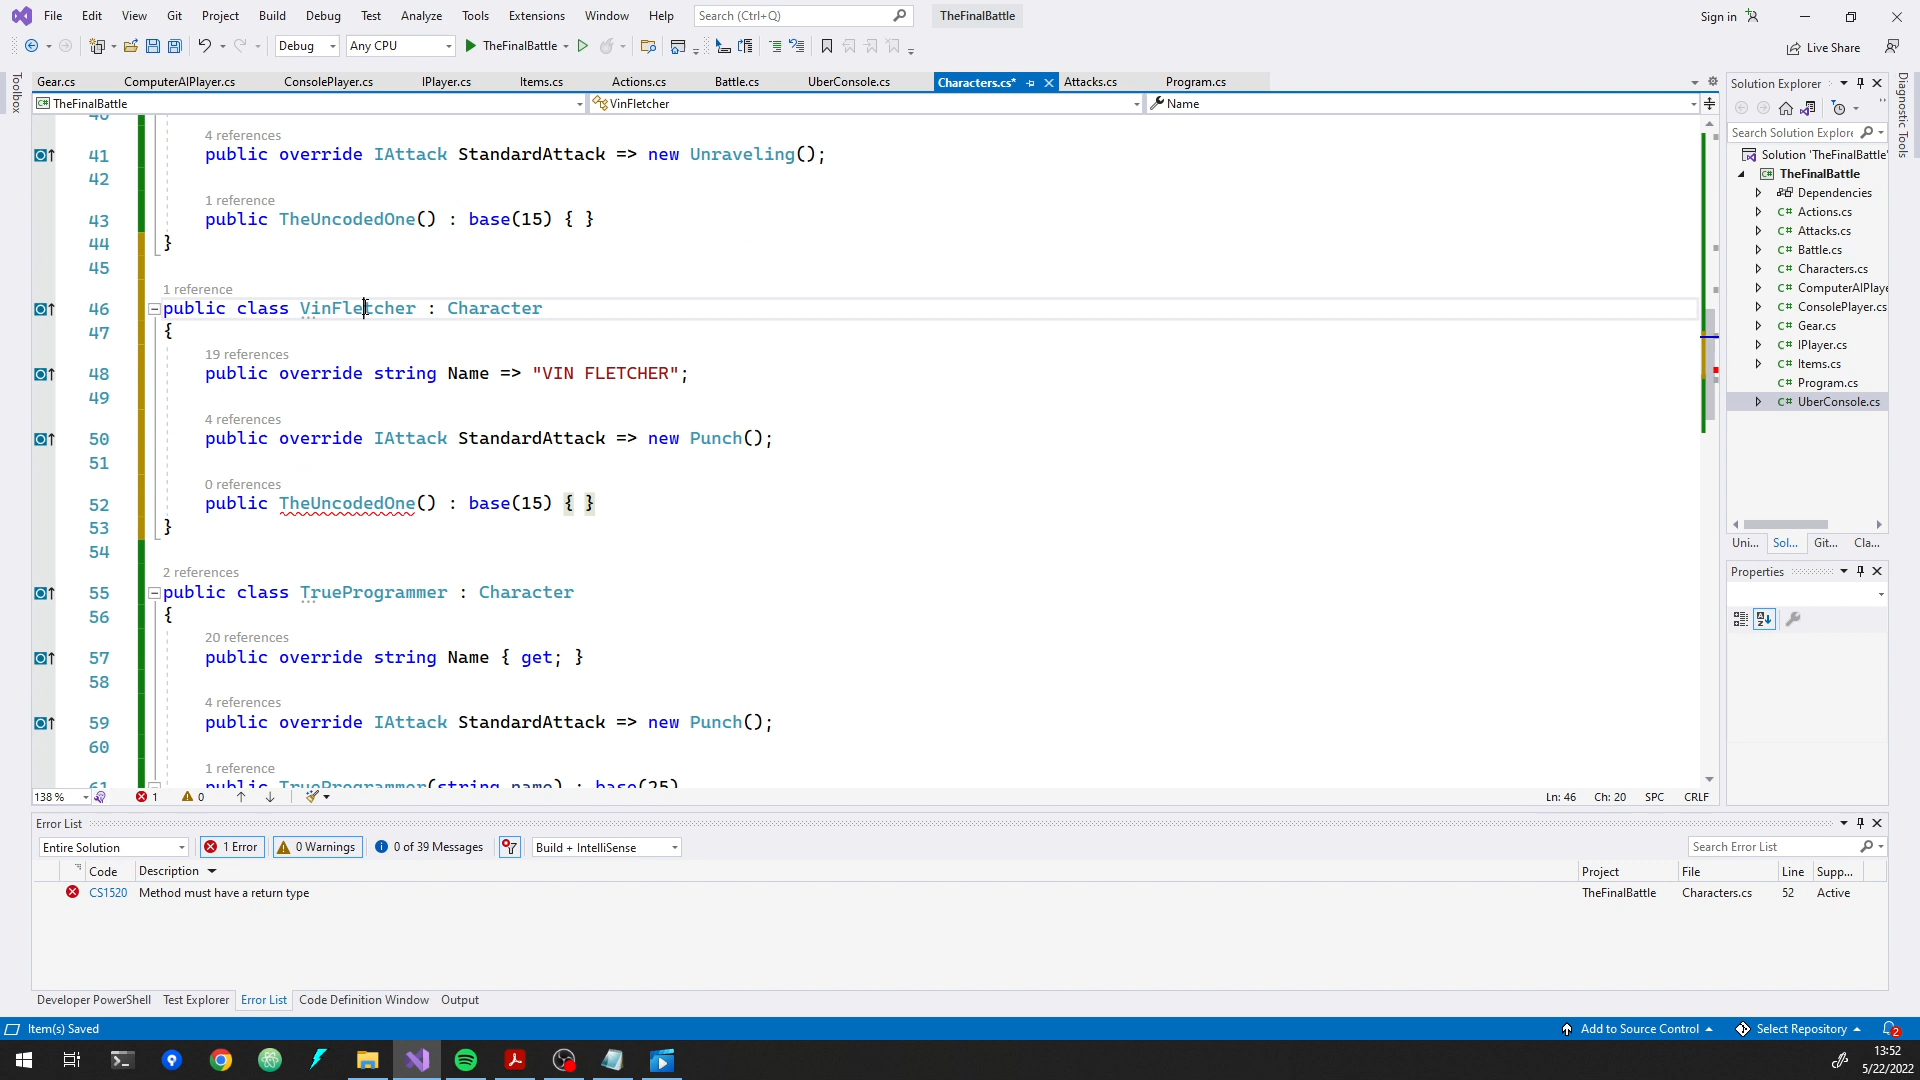 File Edit View Git Project Build Debug Test Analyze Tools Extensions Window Help Search (Ctrl+Q) TheFinalBattle Sign in
Debug Any CPU TheFinalBattle Live Share
Gear.cs ComputerAIPlayer.cs ConsolePlayer.cs IPlayer.cs Items.cs Actions.cs Battle.cs UberConsole.cs Characters.cs* Attacks.cs Program.cs
TheFinalBattle VinFletcher Name
Toolbox
40
4 references
41 public override IAttack StandardAttack => new Unraveling();
42
1 reference
43 public TheUncodedOne() : base(15) { }
44 }
45
1 reference
46 public class VinFletcher : Character
47 {
19 references
48 public override string Name => "VIN FLETCHER";
49
4 references
50 public override IAttack StandardAttack => new Punch();
51
0 references
52 public TheUncodedOne() : base(15) { }
53 }
54
2 references
55 public class TrueProgrammer : Character
56 {
20 references
57 public override string Name { get; }
58
4 references
59 public override IAttack StandardAttack => new Punch();
60
1 reference
61 public TrueProgrammer(string name) : base(25)
138 % 1 0 Ln: 46 Ch: 20 SPC CRLF
Solution Explorer
Search Solution Explore
Solution 'TheFinalBattle'
C# TheFinalBattle
Dependencies
C# Actions.cs
C# Attacks.cs
C# Battle.cs
C# Characters.cs
C# ComputerAIPlaye
C# ConsolePlayer.cs
C# Gear.cs
C# IPlayer.cs
C# Items.cs
C# Program.cs
C# UberConsole.cs
Uni... Sol... Git... Cla...
Properties
Diagnostic Tools
Error List
Entire Solution 1 Error 0 Warnings 0 of 39 Messages Build + IntelliSense Search Error List
Code Description Project File Line Supp...
CS1520 Method must have a return type TheFinalBattle Characters.cs 52 Active
Developer PowerShell Test Explorer Error List Code Definition Window Output
Item(s) Saved Add to Source Control Select Repository 2
13:52
5/22/2022